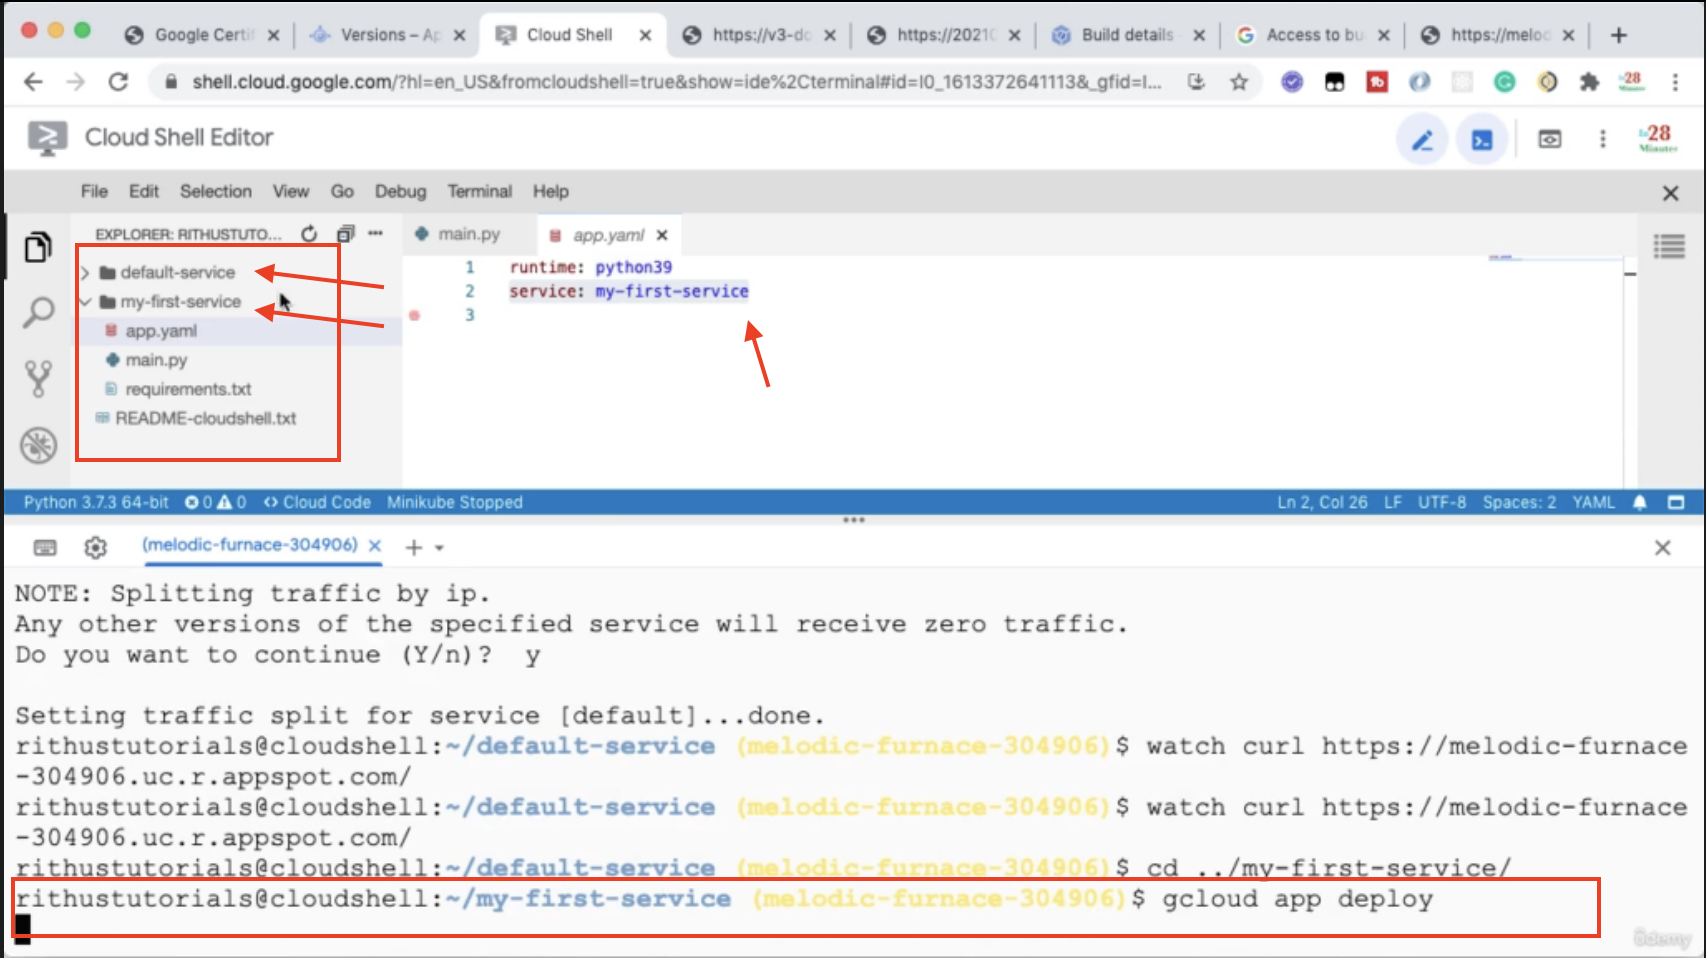 Google Certi
Versions – Ap
Cloud Shell
https://v3-do
https://2021
Build details -
Access to bu
https://melod
shell.cloud.google.com/?hl=en_US&fromcloudshell=true&show=ide%2Cterminal#id=I0_1613372641113&_gfid=I...
28
Minutes
Cloud Shell Editor
in28
Minutes
File Edit Selection View Go Debug Terminal Help
EXPLORER: RITHUSTUTO...
main.py
app.yaml
default-service
my-first-service
app.yaml
main.py
requirements.txt
README-cloudshell.txt
1 runtime: python39
2 service: my-first-service
3
Python 3.7.3 64-bit 0 0 <> Cloud Code Minikube Stopped
Ln 2, Col 26 LF UTF-8 Spaces: 2 YAML
(melodic-furnace-304906)
NOTE: Splitting traffic by ip.
Any other versions of the specified service will receive zero traffic.
Do you want to continue (Y/n)?  y
Setting traffic split for service [default]...done.
rithustutorials@cloudshell:~/default-service (melodic-furnace-304906)$ watch curl https://melodic-furnace
-304906.uc.r.appspot.com/
rithustutorials@cloudshell:~/default-service (melodic-furnace-304906)$ watch curl https://melodic-furnace
-304906.uc.r.appspot.com/
rithustutorials@cloudshell:~/default-service (melodic-furnace-304906)$ cd ../my-first-service/
rithustutorials@cloudshell:~/my-first-service (melodic-furnace-304906)$ gcloud app deploy
ûdemy